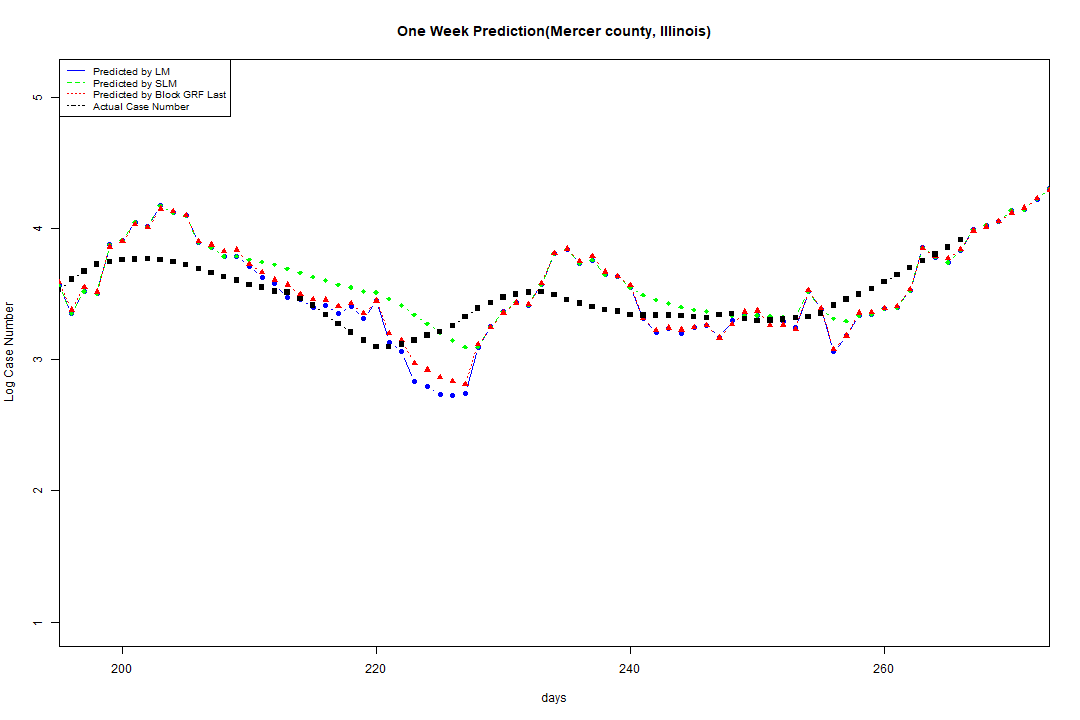 One Week Prediction(Mercer county, Illinois)
Predicted by LM
Predicted by SLM
Predicted by Block GRF Last
Actual Case Number
5
4
3
2
1
Log Case Number
200
220
240
260
days